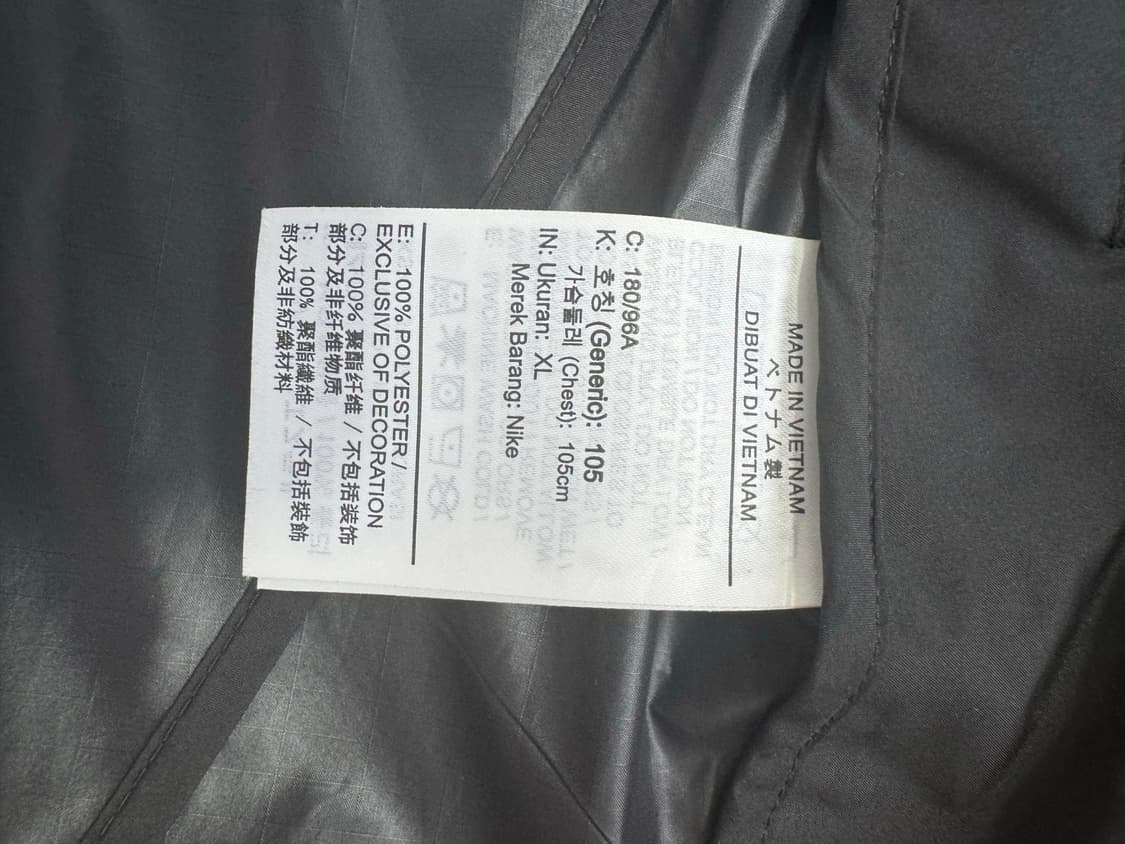 MADE IN VIETNAM
ベトナム製
DIBUAT DI VIETNAM
C: 180/96A
K: 호칭 (Generic): 105
가슴둘레 (Chest): 105cm
IN: Ukuran: XL
Merek Barang: Nike
E: 100% POLYESTER /
EXCLUSIVE OF DECORATION
C: 100% 聚酯纤维 / 不包括装饰
部分及非纤维物质
T: 100% 聚酯纖維 / 不包括裝飾
部分及非紡織材料